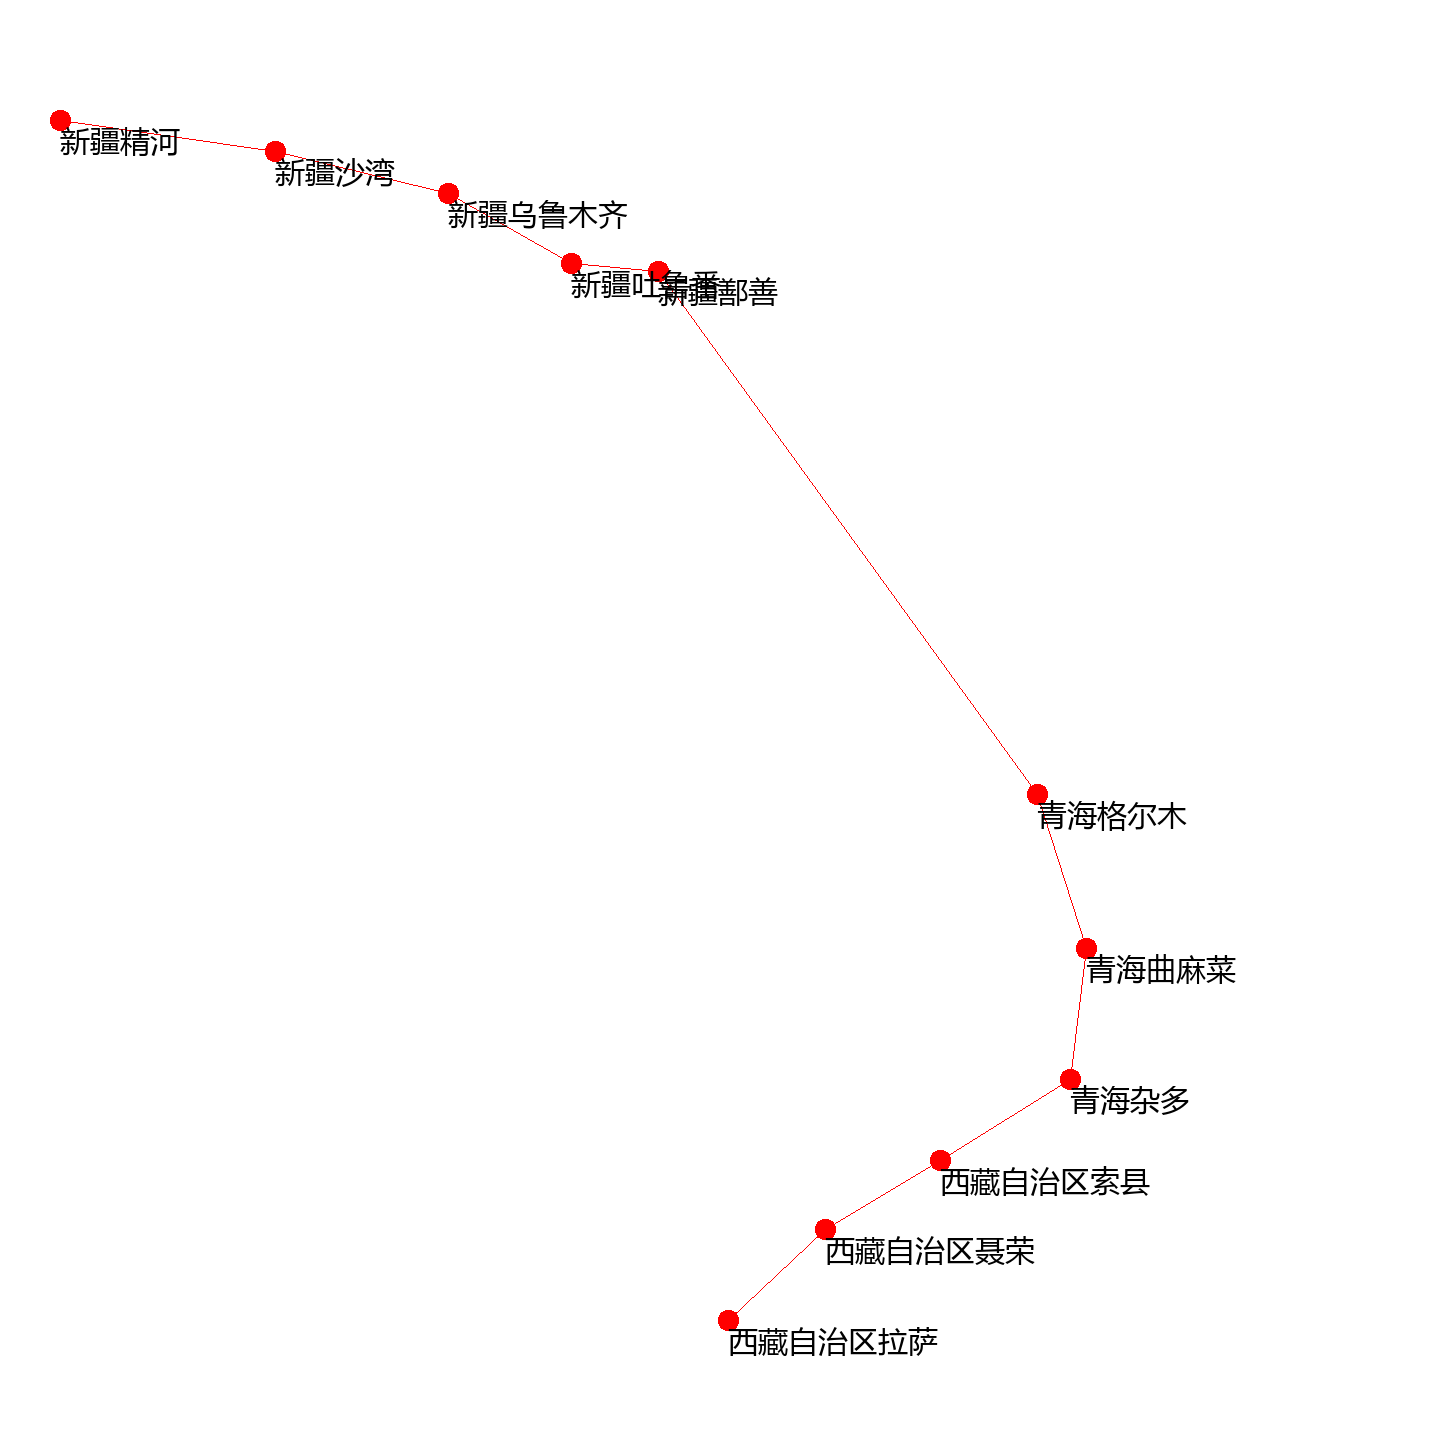 新疆精河
新疆沙湾
新疆乌鲁木齐
新疆吐鲁番
新疆鄯善
青海格尔木
青海曲麻菜
青海杂多
西藏自治区索县
西藏自治区聂荣
西藏自治区拉萨